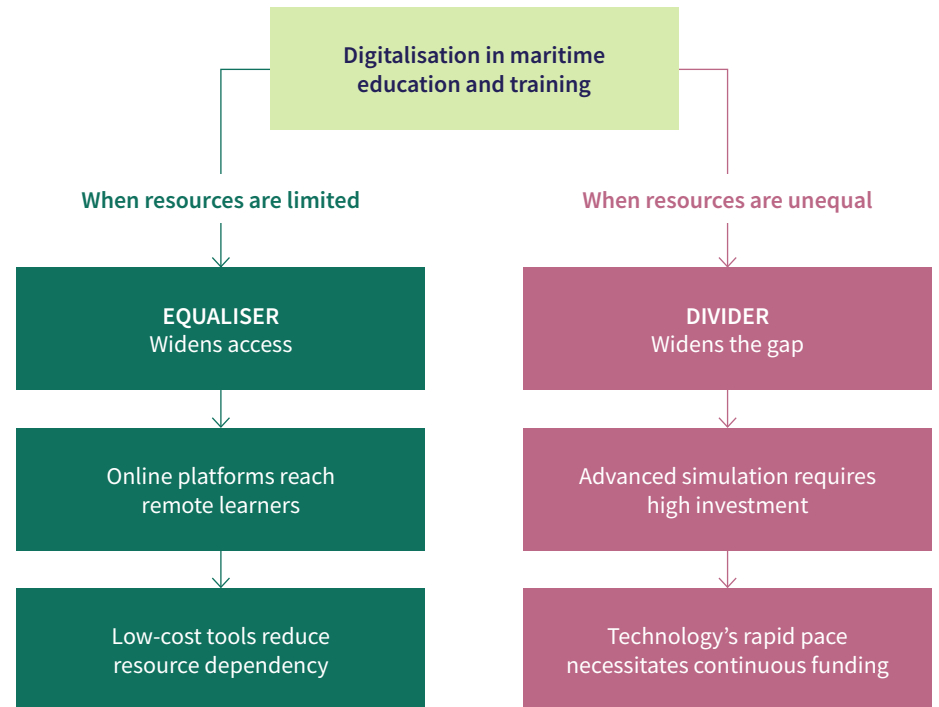 Digitalisation in maritime
education and training
When resources are limited
When resources are unequal
EQUALISER
Widens access
DIVIDER
Widens the gap
Online platforms reach
remote learners
Advanced simulation requires
high investment
Low-cost tools reduce
resource dependency
Technology’s rapid pace
necessitates continuous funding